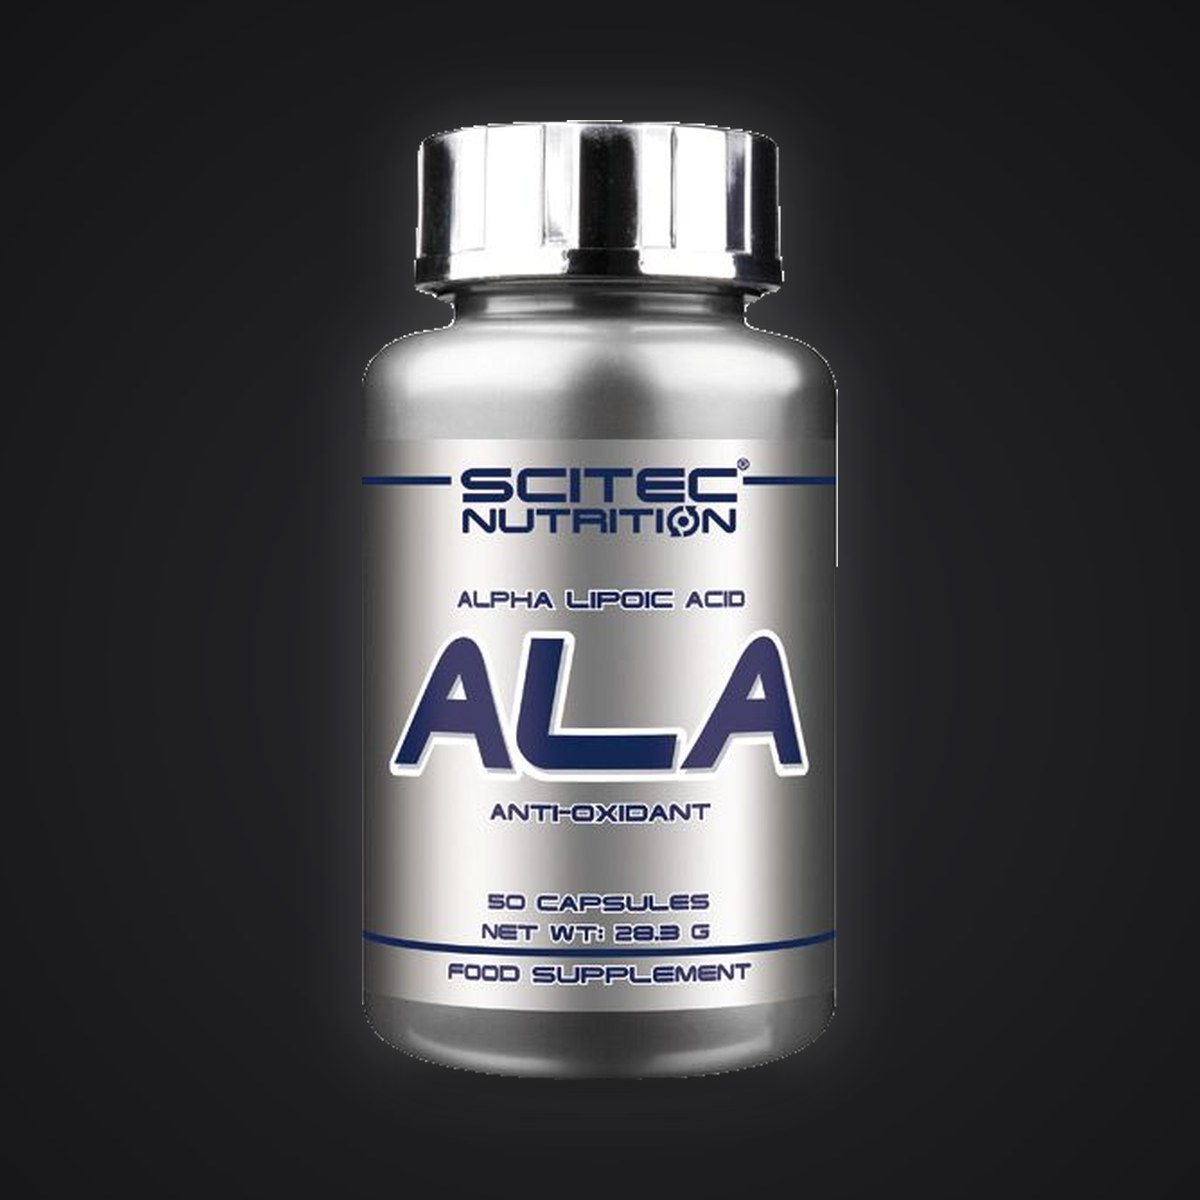 SCITEC®
NUTRITION
ALPHA LIPOIC ACID
ALA
ANTI-OXIDANT
50 CAPSULES
NET WT: 28.3 G
FOOD SUPPLEMENT